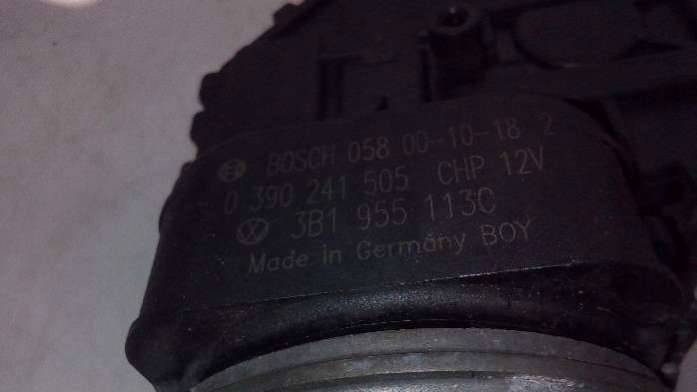 BOSCH 058 00-10-18 2
0 390 241 505 CHP 12V
3B1 955 113C
Made in Germany BOY